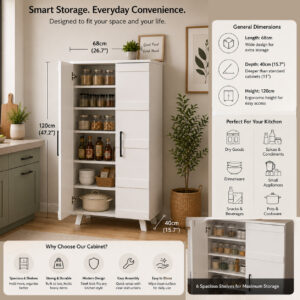 Smart Storage. Everyday Convenience.
Designed to fit your space and your life.
68cm
(26.7")
120cm
(47.2")
40cm
(15.7")
General Dimensions
Length: 68cm
Wide design for
extra storage
Depth: 40cm (15.7")
Deeper than standard
cabinets (11")
Height: 120cm
Ergonomic height for
easy access
Perfect For Your Kitchen
Dry Goods
Spices &
Condiments
Dinnerware
Small
Appliances
Snacks &
Beverages
Pots &
Cookware
Why Choose Our Cabinet?
Spacious 6 Shelves
Strong & Durable
Modern Design
Easy Assembly
Easy to Clean
6 Spacious Shelves for Maximum Storage